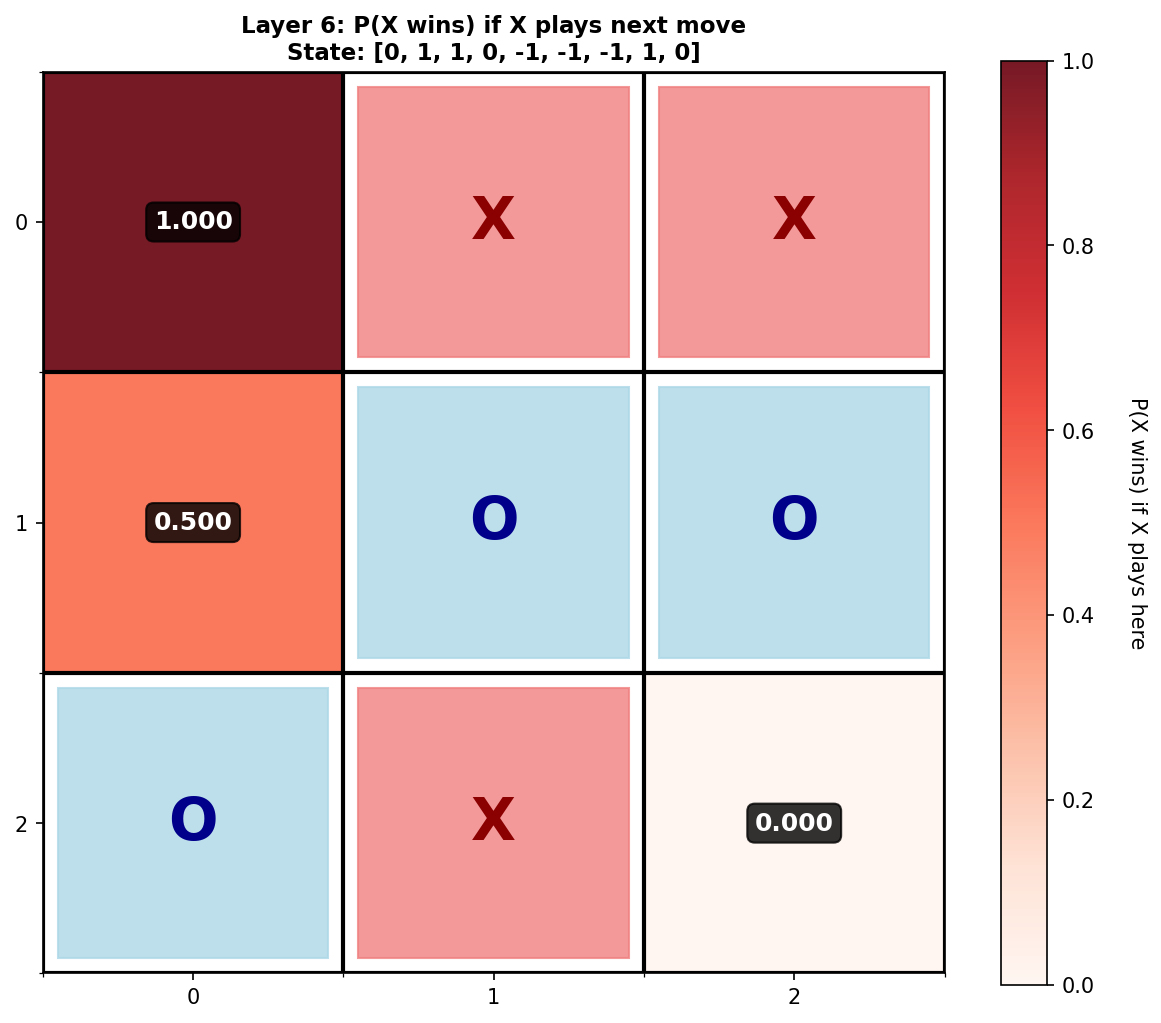 Layer 6: P(X wins) if X plays next move
State: [0, 1, 1, 0, -1, -1, -1, 1, 0]
1.0
0
1.000
X
X
0.8
0.6
P(X wins) if X plays here
1
0.500
O
O
0.4
2
O
X
0.000
0.2
0.0
0
1
2